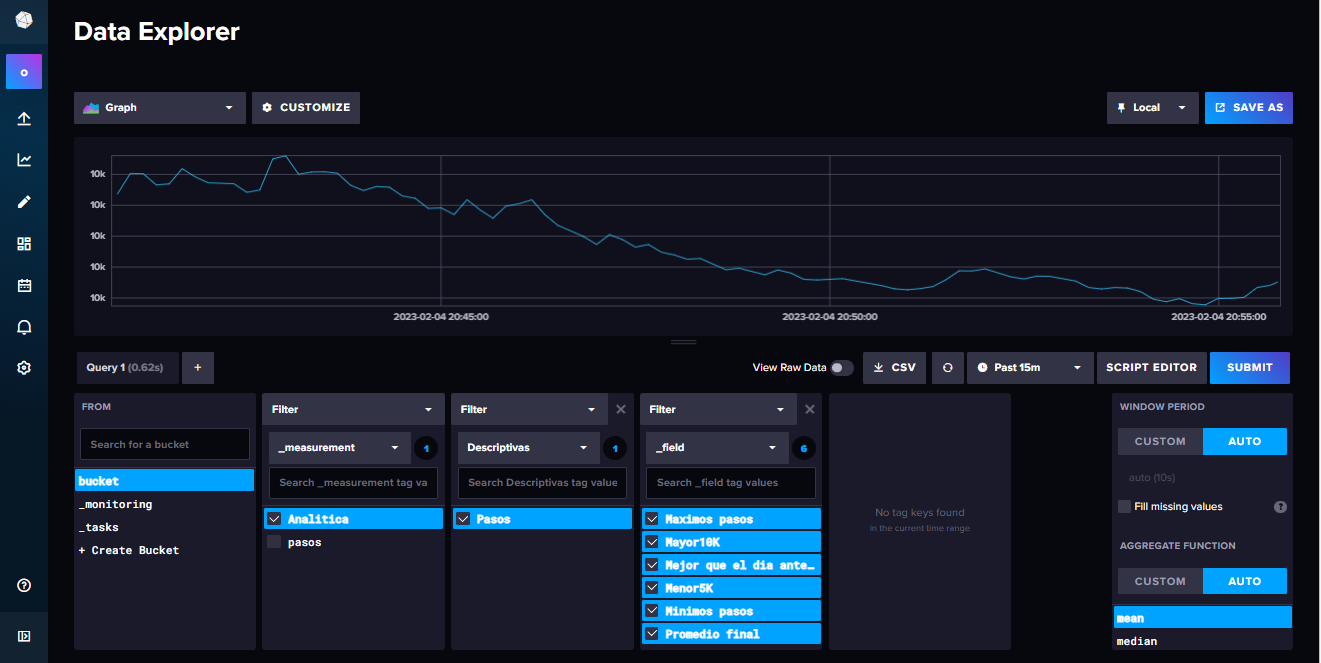 Data Explorer
Graph
CUSTOMIZE
Local
SAVE AS
10k
10k
10k
10k
10k
2023-02-04 20:45:00
2023-02-04 20:50:00
2023-02-04 20:55:00
Query 1 (0.62s)
+
View Raw Data
CSV
Past 15m
SCRIPT EDITOR
SUBMIT
FROM
Search for a bucket
bucket
_monitoring
_tasks
+ Create Bucket
Filter
_measurement
1
Search _measurement tag va
Analitica
pasos
Filter
Descriptivas
1
Search Descriptivas tag value
Pasos
Filter
_field
6
Search _field tag values
Maximos pasos
Mayor10K
Mejor que el dia ante…
Menor5K
Minimos pasos
Promedio final
No tag keys found
in the current time range
WINDOW PERIOD
CUSTOM
AUTO
auto (10s)
Fill missing values
?
AGGREGATE FUNCTION
CUSTOM
AUTO
mean
median